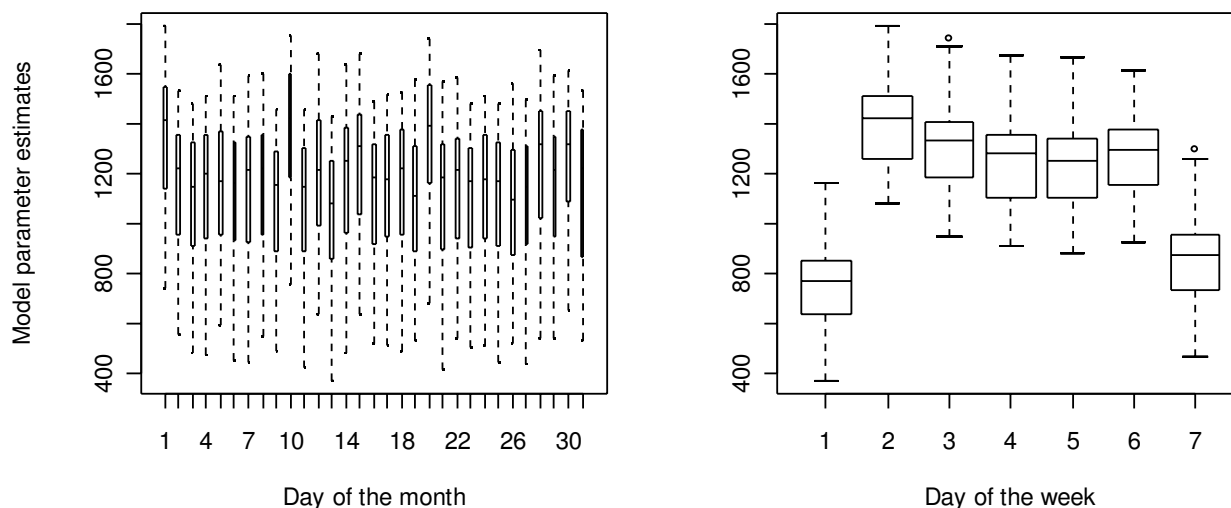 Model parameter estimates
400 800 1200 1600
1 4 7 10 14 18 22 26 30
Day of the month
400 800 1200 1600
1 2 3 4 5 6 7
Day of the week